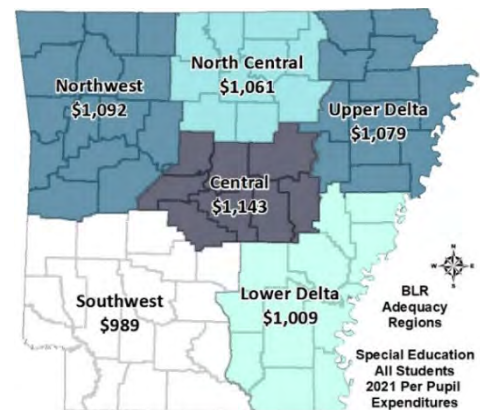 North Central
$1,061
Northwest
$1,092
Upper Delta
$1,079
Central
$1,143
N
W
E
S
Southwest
$989
Lower Delta
$1,009
BLR
Adequacy
Regions
Special Education
All Students
2021 Per Pupil
Expenditures